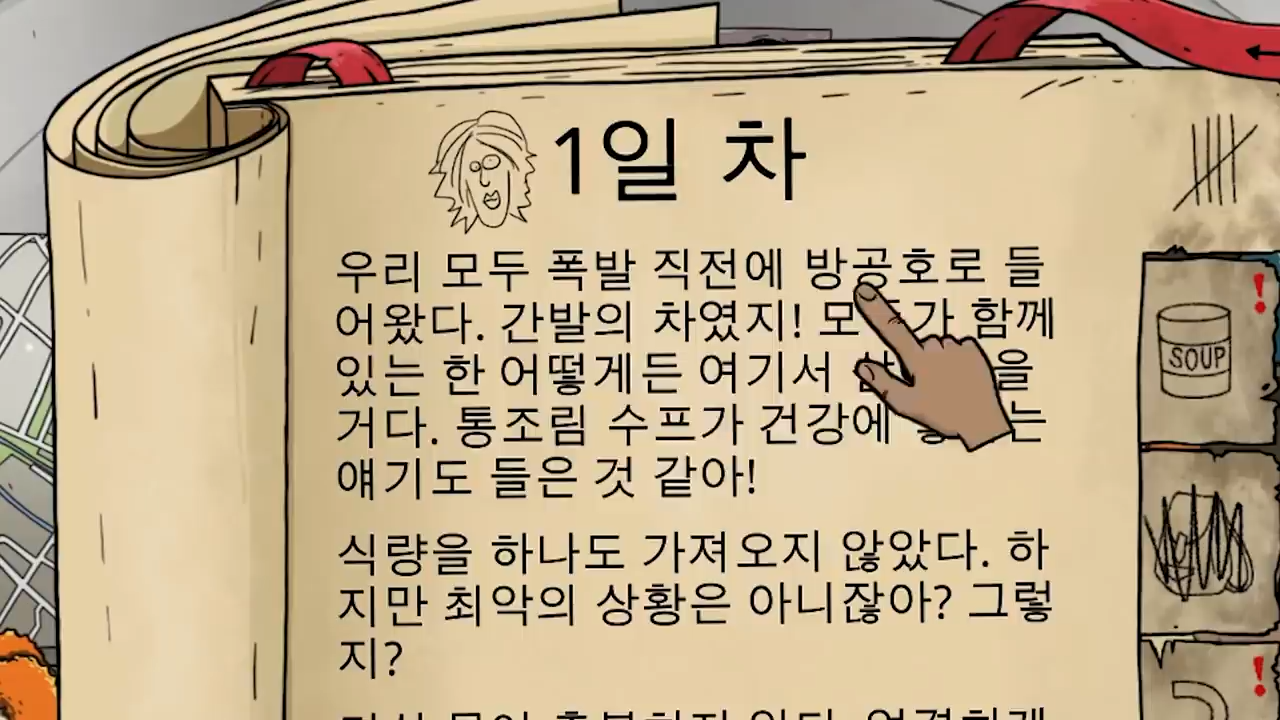 1일 차
우리 모두 폭발 직전에 방공호로 들
어왔다. 간발의 차였지! 함께
있는 한 어떻게든 여기서
거다. 통조림 수프가 건강에
얘기도 들은 것 같아!
식량을 하나도 가져오지 않았다. 하
지만 최악의 상황은 아니잖아? 그렇
지?
SOUP